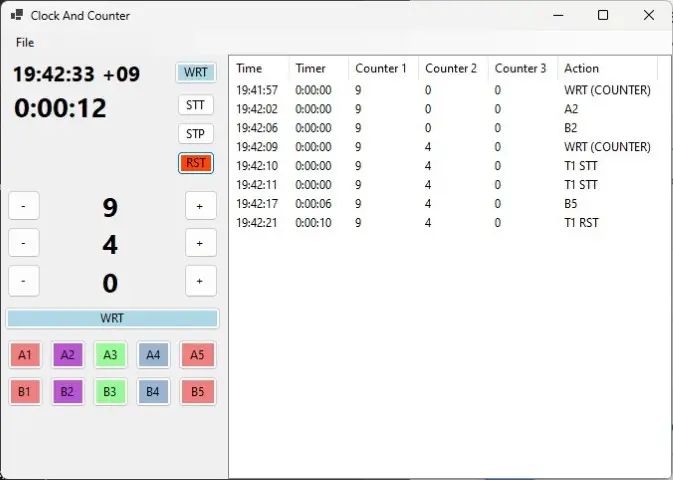 Clock And Counter
File
19:42:33 +09 WRT
0:00:12 STT
STP
RST
- 9 +
- 4 +
- 0 +
WRT
A1 A2 A3 A4 A5
B1 B2 B3 B4 B5
Time Timer Counter 1 Counter 2 Counter 3 Action
19:41:57 0:00:00 9 0 0 WRT (COUNTER)
19:42:02 0:00:00 9 0 0 A2
19:42:06 0:00:00 9 0 0 B2
19:42:09 0:00:00 9 4 0 WRT (COUNTER)
19:42:10 0:00:00 9 4 0 T1 STT
19:42:11 0:00:00 9 4 0 T1 STT
19:42:17 0:00:06 9 4 0 B5
19:42:21 0:00:10 9 4 0 T1 RST